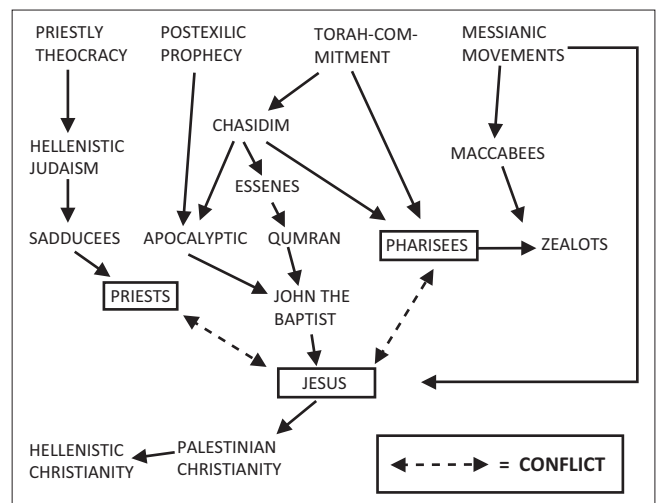 PRIESTLY
THEOCRACY
POSTEXILIC
PROPHECY
TORAH-COM-
MITMENT
MESSIANIC
MOVEMENTS
CHASIDIM
HELLENISTIC
JUDAISM
MACCABEES
ESSENES
SADDUCEES
APOCALYPTIC
QUMRAN
PHARISEES
ZEALOTS
PRIESTS
JOHN THE
BAPTIST
JESUS
HELLENISTIC
CHRISTIANITY
PALESTINIAN
CHRISTIANITY
= CONFLICT